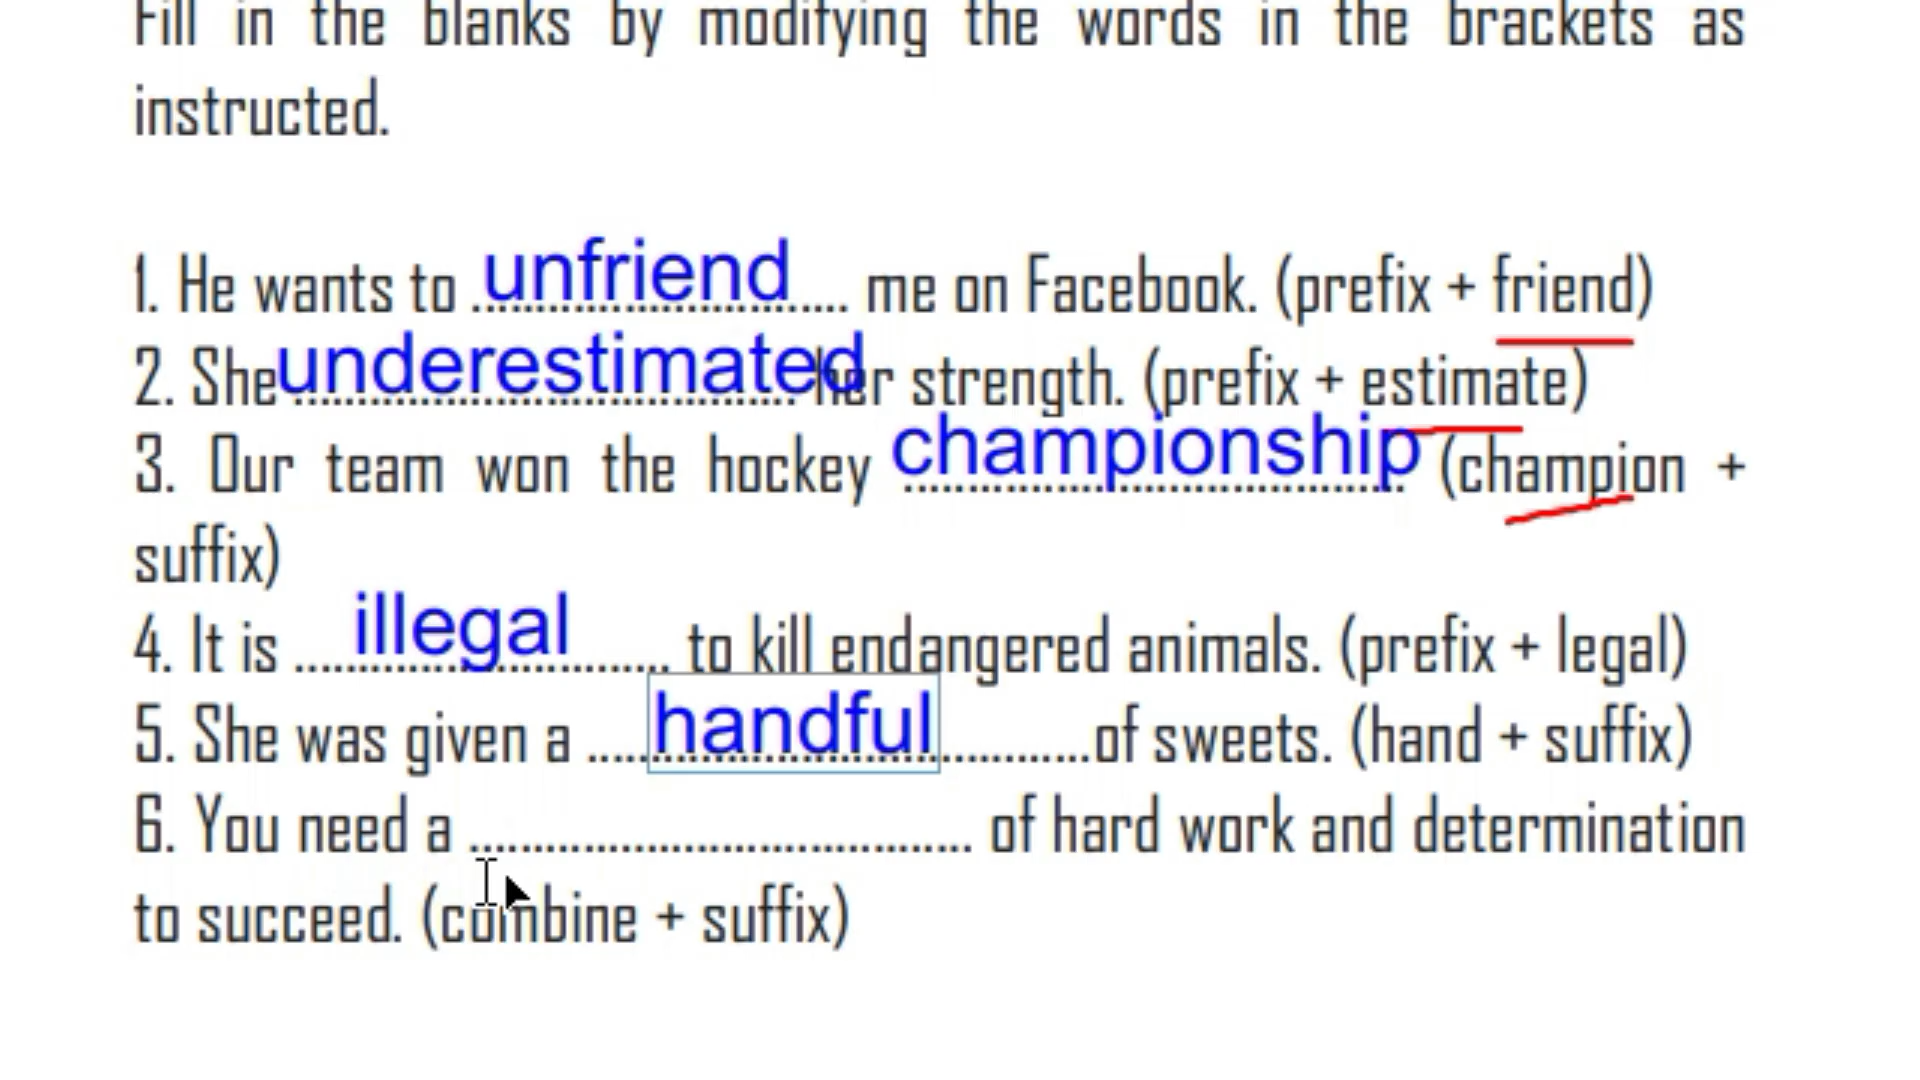 Fill in the blanks by modifying the words in the brackets as
instructed.
1. He wants to unfriend me on Facebook. (prefix + friend)
2. She underestimated her strength. (prefix + estimate)
3. Our team won the hockey championship (champion +
suffix)
4. It is illegal to kill endangered animals. (prefix + legal)
5. She was given a handful of sweets. (hand + suffix)
6. You need a ........................................ of hard work and determination
to succeed. (combine + suffix)